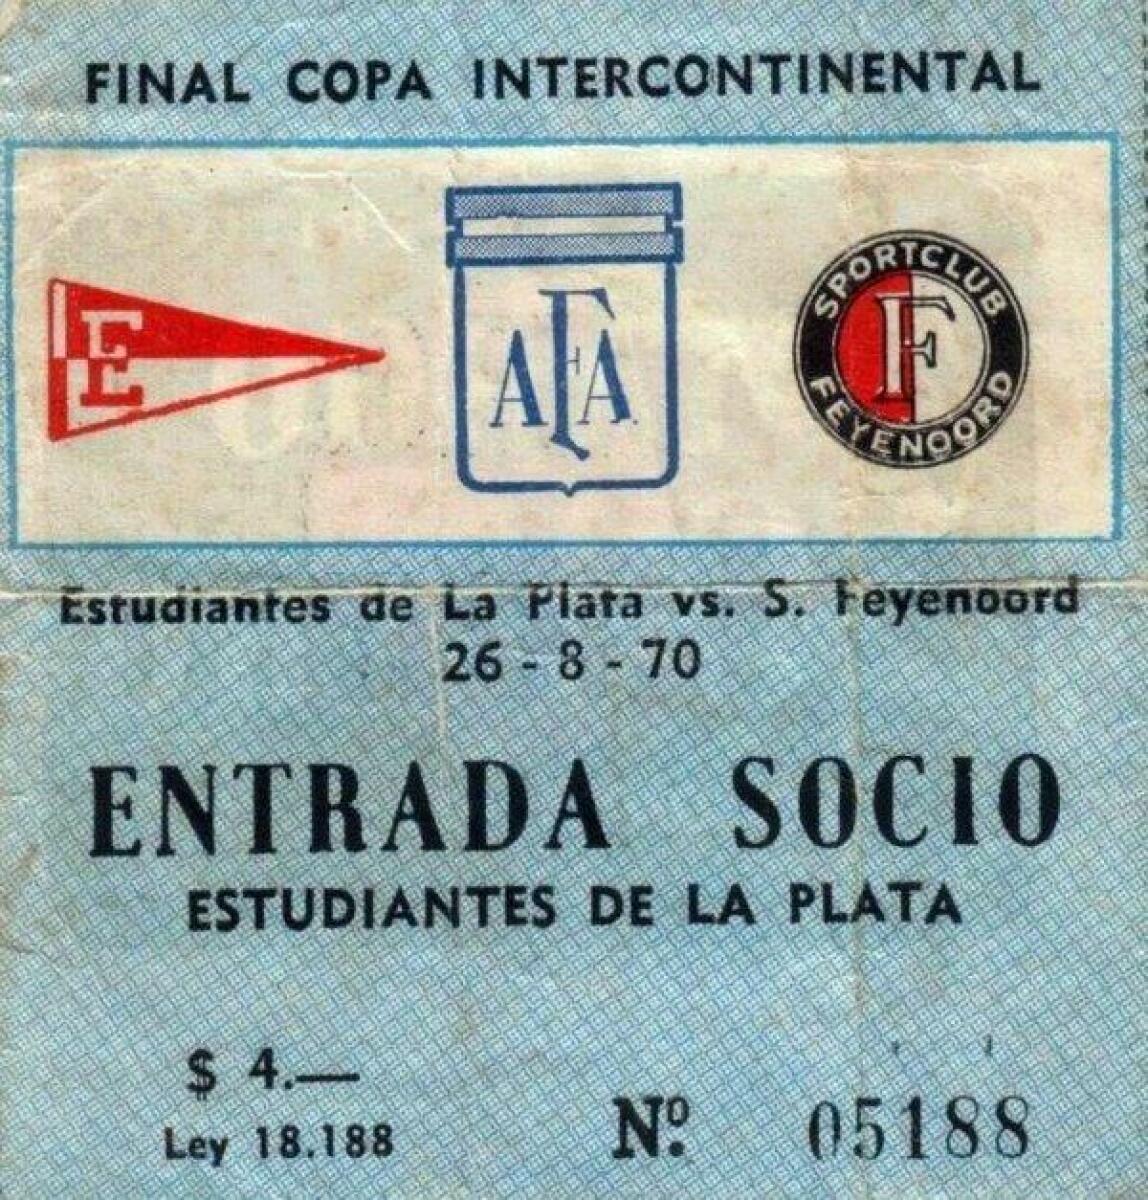 FINAL COPA INTERCONTINENTAL
E
AFA
SPORTCLUB
F
FEYENOORD
Estudiantes de La Plata vs. S. Feyenoord
26 - 8 - 70
ENTRADA SOCIO
ESTUDIANTES DE LA PLATA
$ 4.—
Ley 18.188
Nº. 05188